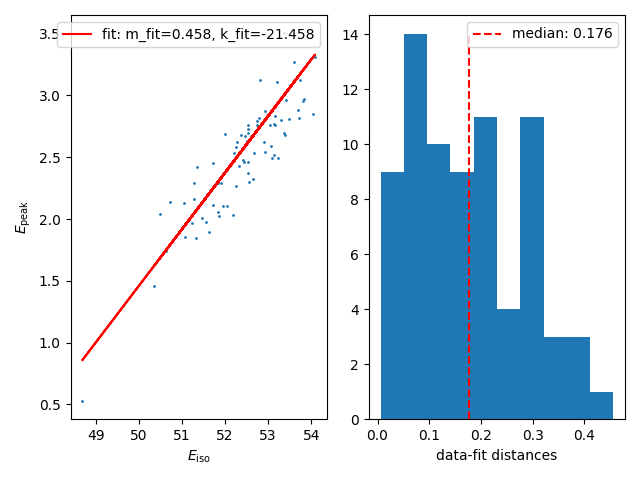 fit: m_fit=0.458, k_fit=-21.458
3.5
3.0
2.5
2.0
1.5
1.0
0.5
E_peak
49 50 51 52 53 54
E_iso
median: 0.176
14
12
10
8
6
4
2
0
0.0 0.1 0.2 0.3 0.4
data-fit distances